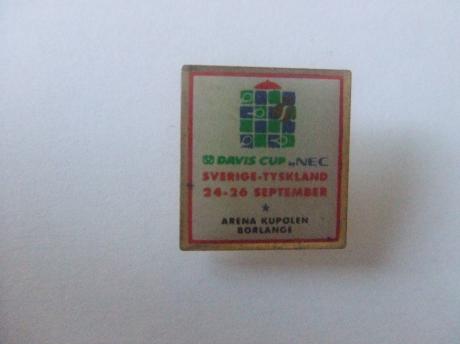 DAVIS CUP by NEC
SVERIGE-TYSKLAND
24-26 SEPTEMBER
ARENA KUPOLEN
BORLANGE